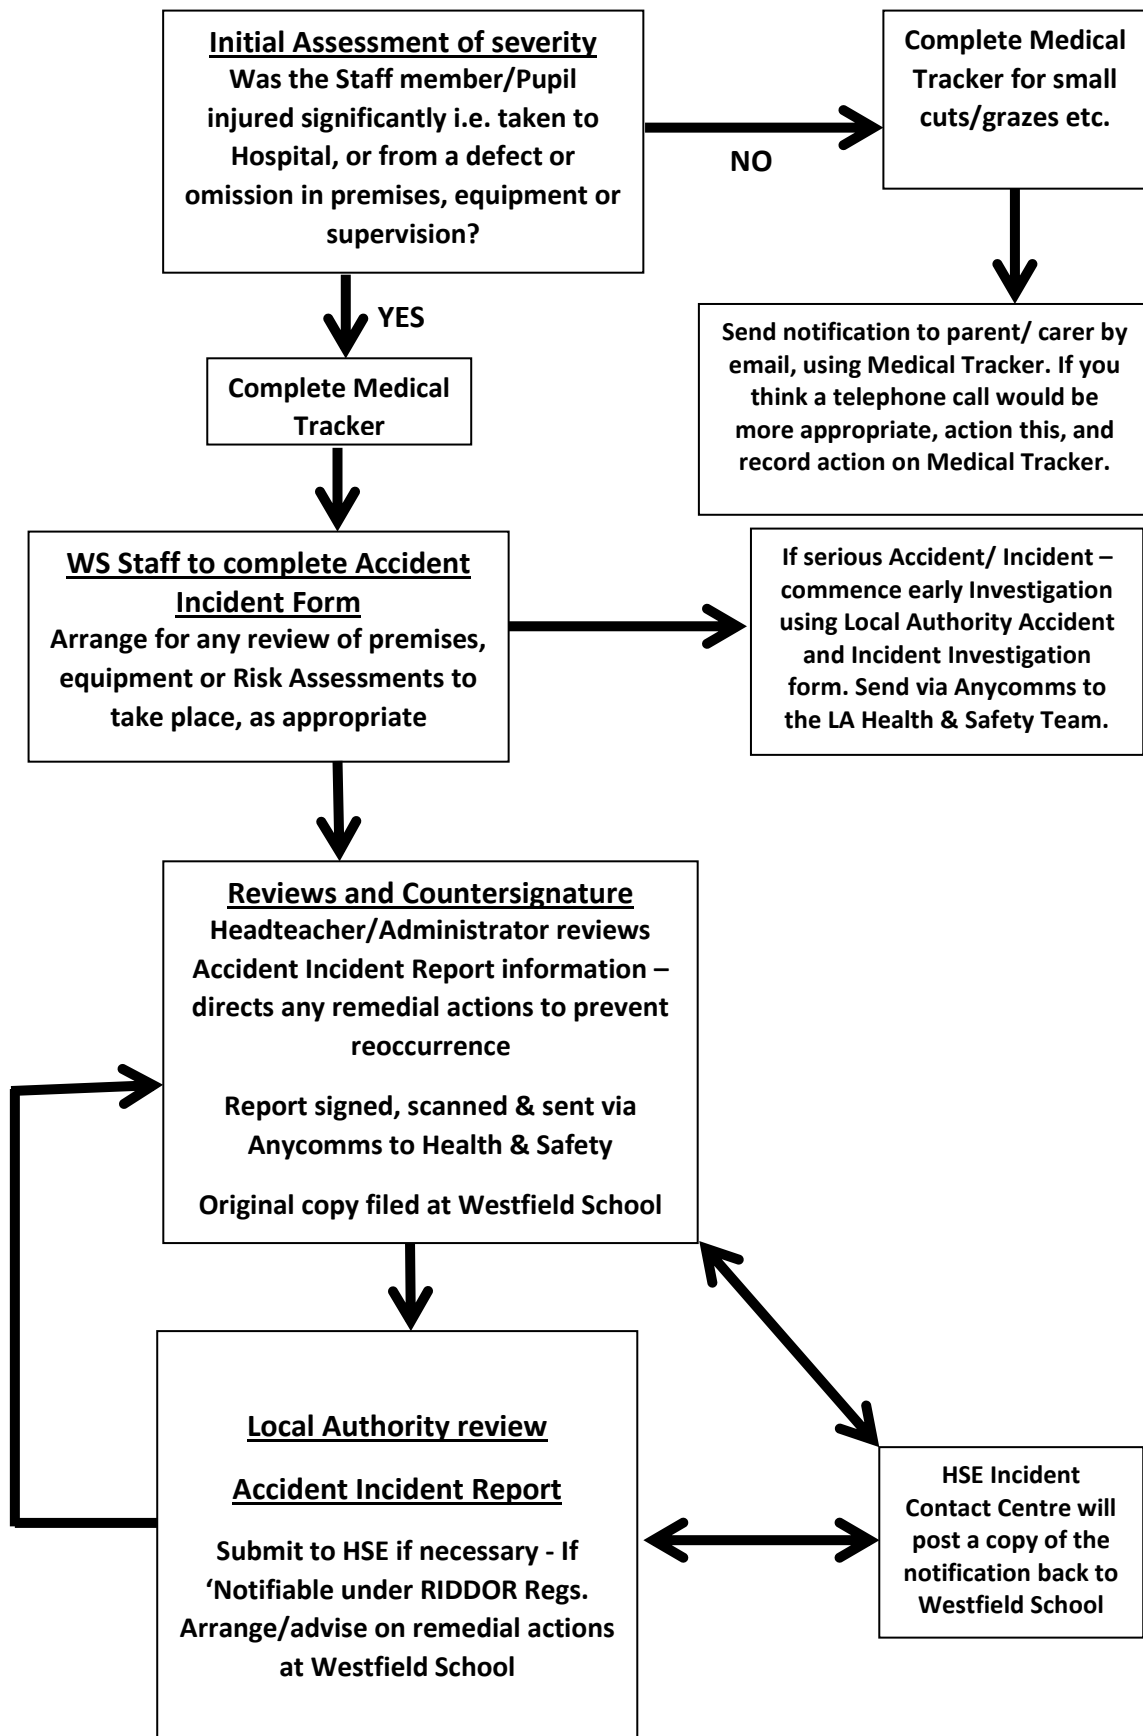 Initial Assessment of severity
Was the Staff member/Pupil
injured significantly i.e. taken to
Hospital, or from a defect or
omission in premises, equipment or
supervision?
NO
Complete Medical
Tracker for small
cuts/grazes etc.
YES
Send notification to parent/ carer by
email, using Medical Tracker. If you
think a telephone call would be
more appropriate, action this, and
record action on Medical Tracker.
Complete Medical
Tracker
WS Staff to complete Accident
Incident Form
Arrange for any review of premises,
equipment or Risk Assessments to
take place, as appropriate
If serious Accident/ Incident –
commence early Investigation
using Local Authority Accident
and Incident Investigation
form. Send via Anycomms to
the LA Health & Safety Team.
Reviews and Countersignature
Headteacher/Administrator reviews
Accident Incident Report information –
directs any remedial actions to prevent
reoccurrence
Report signed, scanned & sent via
Anycomms to Health & Safety
Original copy filed at Westfield School
Local Authority review
Accident Incident Report
Submit to HSE if necessary - If
‘Notifiable under RIDDOR Regs.
Arrange/advise on remedial actions
at Westfield School
HSE Incident
Contact Centre will
post a copy of the
notification back to
Westfield School